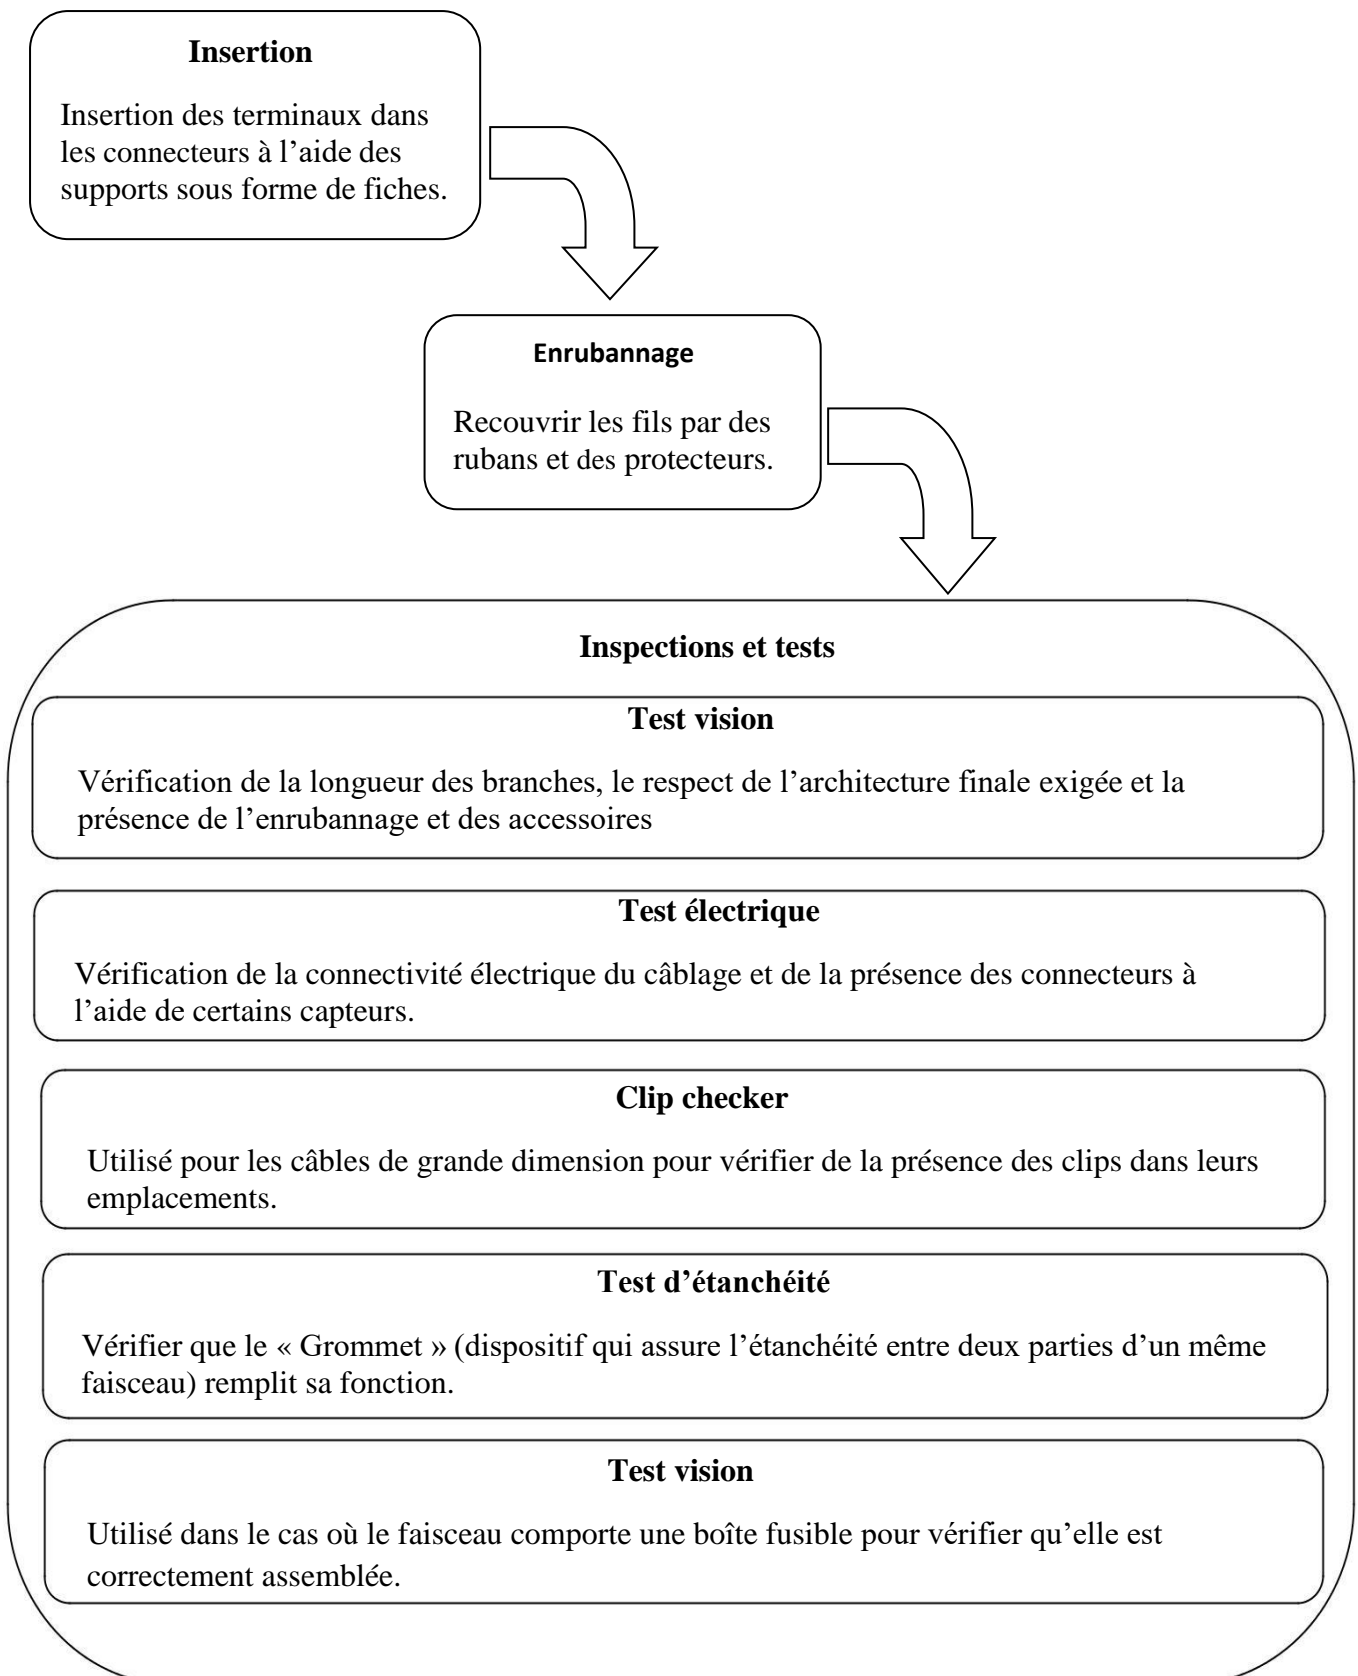 Insertion
Insertion des terminaux dans
les connecteurs à l’aide des
supports sous forme de fiches.
Enrubannage
Recouvrir les fils par des
rubans et des protecteurs.
Inspections et tests
Test vision
Vérification de la longueur des branches, le respect de l’architecture finale exigée et la
présence de l’enrubannage et des accessoires
Test électrique
Vérification de la connectivité électrique du câblage et de la présence des connecteurs à
l’aide de certains capteurs.
Clip checker
Utilisé pour les câbles de grande dimension pour vérifier de la présence des clips dans leurs
emplacements.
Test d’étanchéité
Vérifier que le « Grommet » (dispositif qui assure l’étanchéité entre deux parties d’un même
faisceau) remplit sa fonction.
Test vision
Utilisé dans le cas où le faisceau comporte une boîte fusible pour vérifier qu’elle est
correctement assemblée.